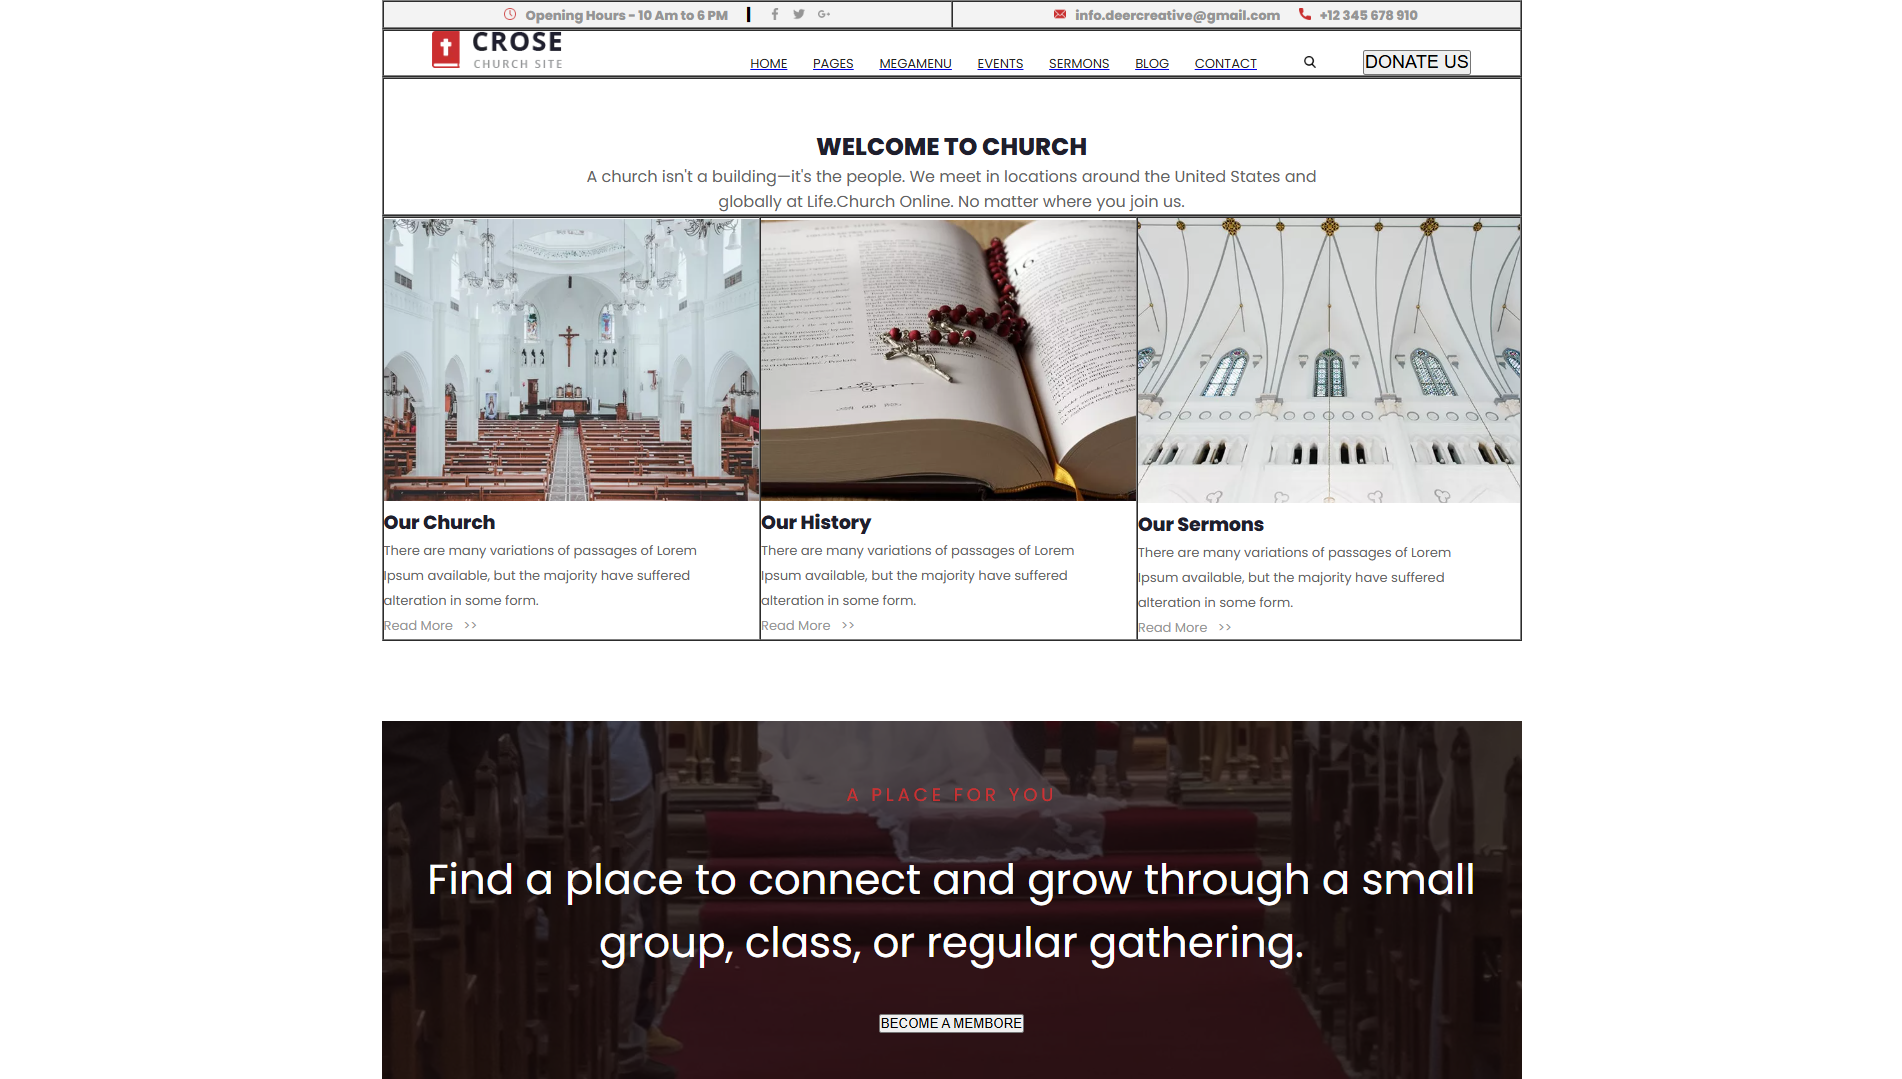 Opening Hours - 10 Am to 6 PM
info.deercreative@gmail.com +12 345 678 910
CROSE
CHURCH SITE
HOME PAGES MEGAMENU EVENTS SERMONS BLOG CONTACT DONATE US
WELCOME TO CHURCH
A church isn't a building—it's the people. We meet in locations around the United States and
globally at Life.Church Online. No matter where you join us.
Our Church
There are many variations of passages of Lorem
Ipsum available, but the majority have suffered
alteration in some form.
Read More >>
Our History
There are many variations of passages of Lorem
Ipsum available, but the majority have suffered
alteration in some form.
Read More >>
Our Sermons
There are many variations of passages of Lorem
Ipsum available, but the majority have suffered
alteration in some form.
Read More >>
A PLACE FOR YOU
Find a place to connect and grow through a small
group, class, or regular gathering.
BECOME A MEMBORE